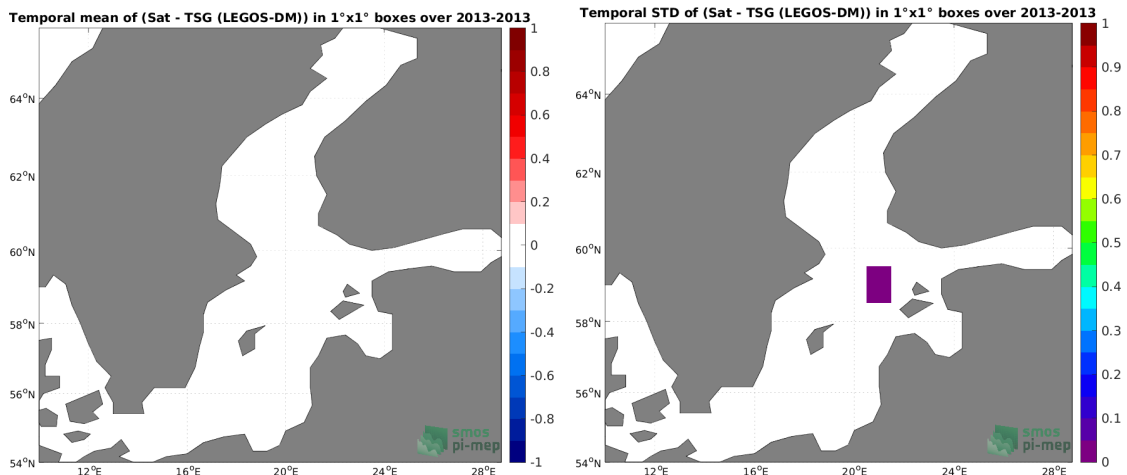 Temporal mean of (Sat - TSG (LEGOS-DM)) in 1°x1° boxes over 2013-2013
64°N
62°N
60°N
58°N
56°N
54°N
12°E
16°E
20°E
24°E
28°E
1
0.8
0.6
0.4
0.2
0
-0.2
-0.4
-0.6
-0.8
-1
smos
pi-mep
Temporal STD of (Sat - TSG (LEGOS-DM)) in 1°x1° boxes over 2013-2013
64°N
62°N
60°N
58°N
56°N
54°N
12°E
16°E
20°E
24°E
28°E
1
0.9
0.8
0.7
0.6
0.5
0.4
0.3
0.2
0.1
0
smos
pi-mep